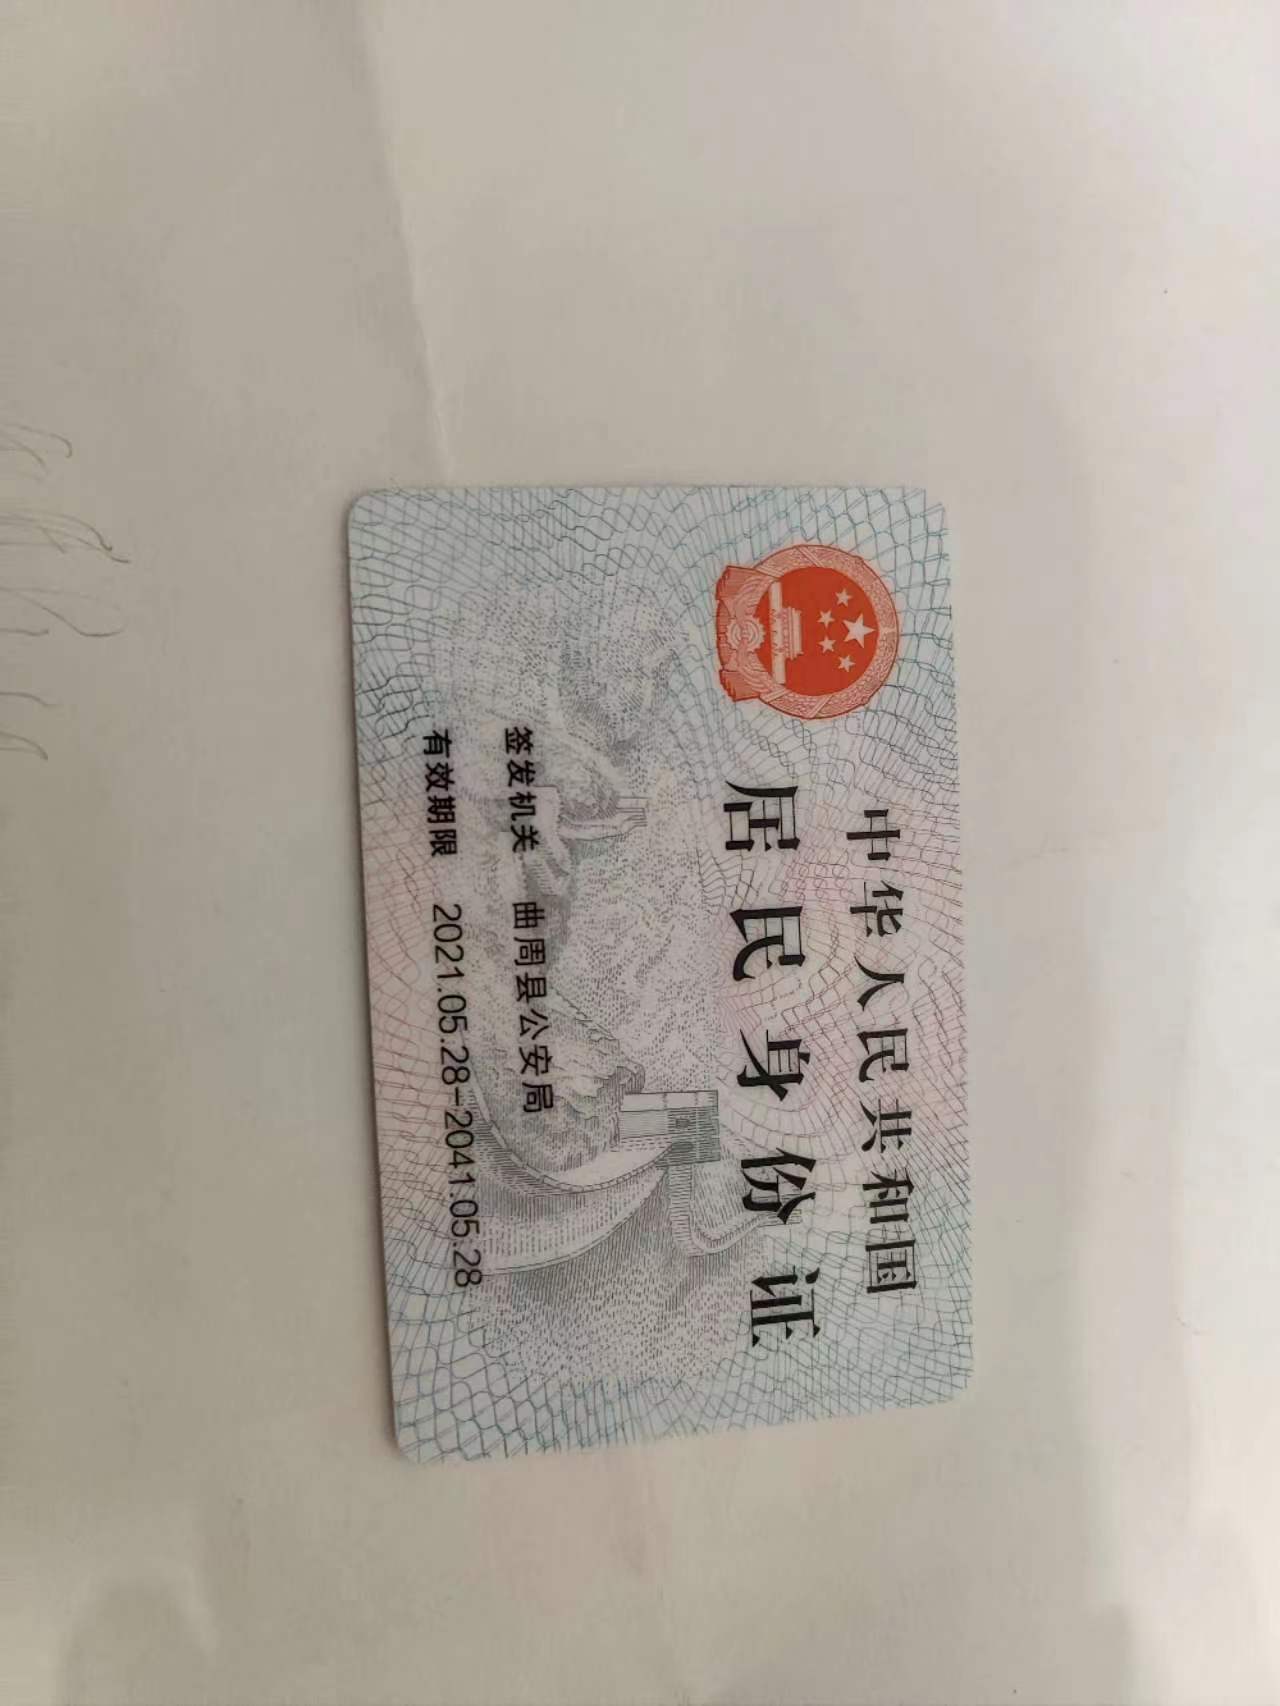 中华人民共和国
居民身份证
签发机关 曲周县公安局
有效期限 2021.05.28-2041.05.28